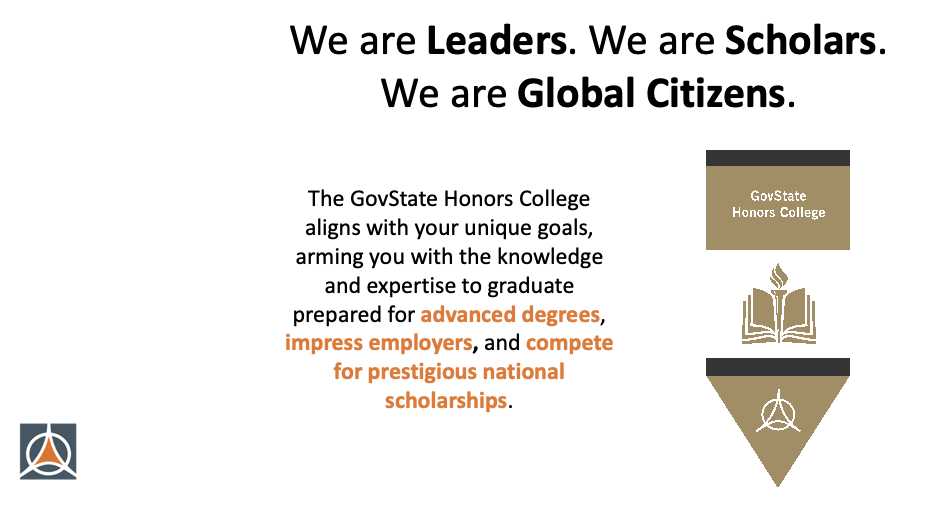 We are Leaders. We are Scholars.
We are Global Citizens.
The GovState Honors College
aligns with your unique goals,
arming you with the knowledge
and expertise to graduate
prepared for advanced degrees,
impress employers, and compete
for prestigious national
scholarships.
GovState
Honors College